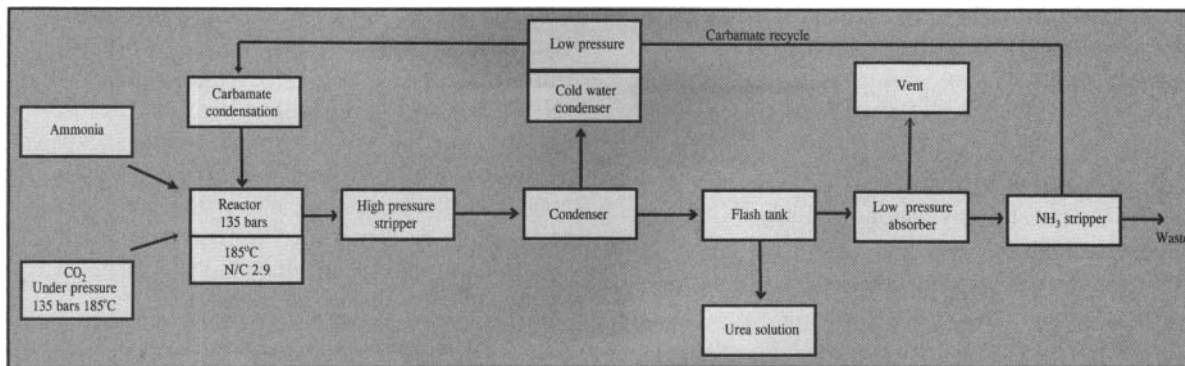 Low pressure
Carbamate recycle
Cold water
condenser
Carbamate
condensation
Vent
Ammonia
Reactor
135 bars
High pressure
stripper
Condenser
Flash tank
Low pressure
absorber
NH₃ stripper
Waste
185°C
N/C 2.9
CO₂
Under pressure
135 bars 185°C
Urea solution